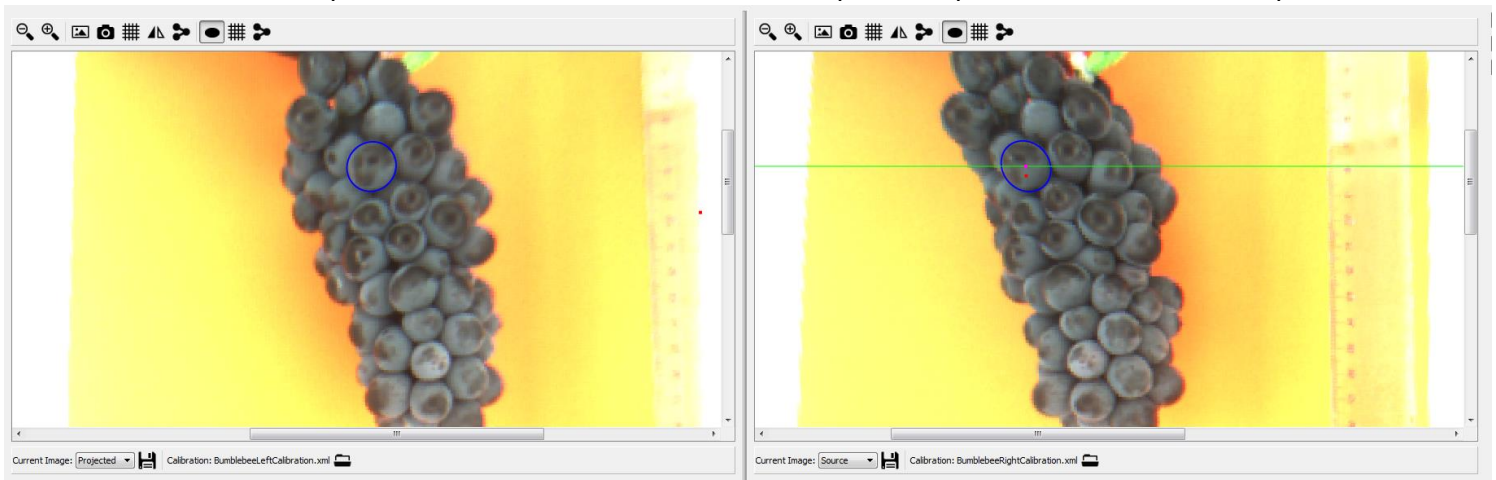 Current Image: Projected Calibration: BumblebeeLeftCalibration.xml
Current Image: Source Calibration: BumblebeeRightCalibration.xml